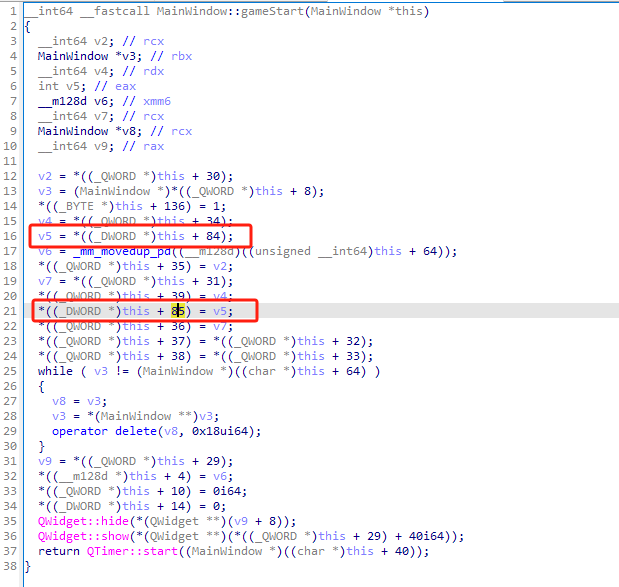 1 __int64 __fastcall MainWindow::gameStart(MainWindow *this)
2 {
3 __int64 v2; // rcx
4 MainWindow *v3; // rbx
5 __int64 v4; // rdx
6 int v5; // eax
7 __m128d v6; // xmm6
8 __int64 v7; // rcx
9 MainWindow *v8; // rcx
10 __int64 v9; // rax
11
12 v2 = *((_QWORD *)this + 30);
13 v3 = (MainWindow *)*((_QWORD *)this + 8);
14 *((_BYTE *)this + 136) = 1;
15 v4 = *((_QWORD *)this + 34);
16 v5 = *((_DWORD *)this + 84);
17 v6 = _mm_movedup_pd((__m128d)((unsigned __int64)this + 64));
18 *((_QWORD *)this + 35) = v2;
19 v7 = *((_QWORD *)this + 31);
20 *((_QWORD *)this + 39) = v4;
21 *((_DWORD *)this + 85) = v5;
22 *((_QWORD *)this + 36) = v7;
23 *((_QWORD *)this + 37) = *((_QWORD *)this + 32);
24 *((_QWORD *)this + 38) = *((_QWORD *)this + 33);
25 while ( v3 != (MainWindow *)((char *)this + 64) )
26 {
27 v8 = v3;
28 v3 = *(MainWindow **)v3;
29 operator delete(v8, 0x18ui64);
30 }
31 v9 = *((_QWORD *)this + 29);
32 *((__m128d *)this + 4) = v6;
33 *((_QWORD *)this + 10) = 0i64;
34 *((_DWORD *)this + 14) = 0;
35 QWidget::hide(*(QWidget **)(v9 + 8));
36 QWidget::show(*(QWidget **)(*((_QWORD *)this + 29) + 40i64));
37 return QTimer::start((MainWindow *)((char *)this + 40));
38 }